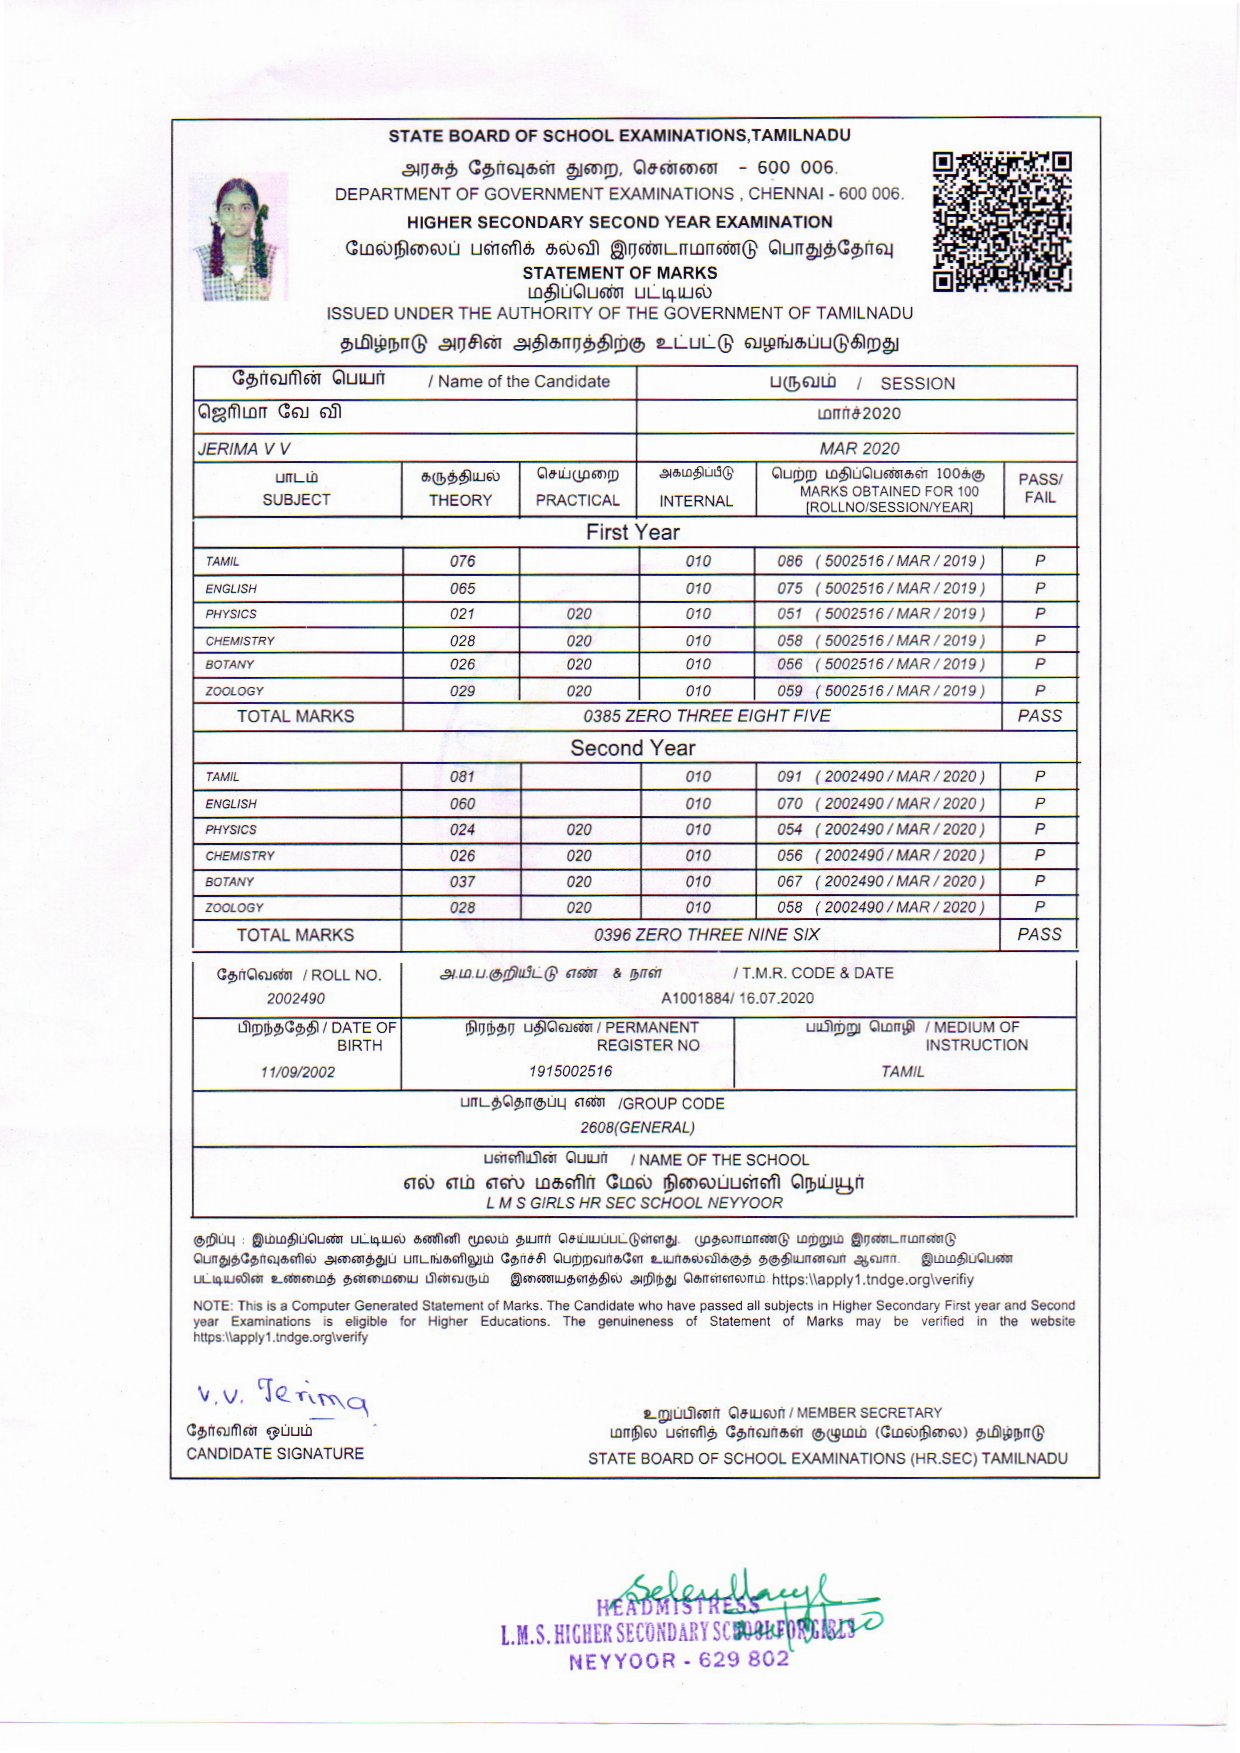 STATE BOARD OF SCHOOL EXAMINATIONS,TAMILNADU
அரசுத் தேர்வுகள் துறை, சென்னை - 600 006.
DEPARTMENT OF GOVERNMENT EXAMINATIONS , CHENNAI - 600 006.
HIGHER SECONDARY SECOND YEAR EXAMINATION
மேல்நிலைப் பள்ளிக் கல்வி இரண்டாமாண்டு பொதுத்தேர்வு
STATEMENT OF MARKS
மதிப்பெண் பட்டியல்
ISSUED UNDER THE AUTHORITY OF THE GOVERNMENT OF TAMILNADU
தமிழ்நாடு அரசின் அதிகாரத்திற்கு உட்பட்டு வழங்கப்படுகிறது
தேர்வரின் பெயர் / Name of the Candidate பருவம் / SESSION
ஜெரிமா வே வி மார்ச்2020
JERIMA V V MAR 2020
பாடம் கருத்தியல் செய்முறை அகமதிப்பீடு பெற்ற மதிப்பெண்கள் 100க்கு PASS/
SUBJECT THEORY PRACTICAL INTERNAL MARKS OBTAINED FOR 100 FAIL
[ROLLNO/SESSION/YEAR]
First Year
TAMIL 076 010 086 ( 5002516 / MAR / 2019 ) P
ENGLISH 065 010 075 ( 5002516 / MAR / 2019 ) P
PHYSICS 021 020 010 051 ( 5002516 / MAR / 2019 ) P
CHEMISTRY 028 020 010 058 ( 5002516 / MAR / 2019 ) P
BOTANY 026 020 010 056 ( 5002516 / MAR / 2019 ) P
ZOOLOGY 029 020 010 059 ( 5002516 / MAR / 2019 ) P
TOTAL MARKS 0385 ZERO THREE EIGHT FIVE PASS
Second Year
TAMIL 081 010 091 ( 2002490 / MAR / 2020 ) P
ENGLISH 060 010 070 ( 2002490 / MAR / 2020 ) P
PHYSICS 024 020 010 054 ( 2002490 / MAR / 2020 ) P
CHEMISTRY 026 020 010 056 ( 2002490 / MAR / 2020 ) P
BOTANY 037 020 010 067 ( 2002490 / MAR / 2020 ) P
ZOOLOGY 028 020 010 058 ( 2002490 / MAR / 2020 ) P
TOTAL MARKS 0396 ZERO THREE NINE SIX PASS
தேர்வெண் / ROLL NO. அ.ம.ப.குறியீட்டு எண் & நாள் / T.M.R. CODE & DATE
2002490 A1001884/ 16.07.2020
பிறந்ததேதி / DATE OF நிரந்தர பதிவெண் / PERMANENT பயிற்று மொழி / MEDIUM OF
BIRTH REGISTER NO INSTRUCTION
11/09/2002 1915002516 TAMIL
பாடத்தொகுப்பு எண் /GROUP CODE
2608(GENERAL)
பள்ளியின் பெயர் / NAME OF THE SCHOOL
எல் எம் எஸ் மகளிர் மேல் நிலைப்பள்ளி நெய்யூர்
L M S GIRLS HR SEC SCHOOL NEYYOOR
குறிப்பு : இம்மதிப்பெண் பட்டியல் கணினி மூலம் தயார் செய்யப்பட்டுள்ளது. முதலாமாண்டு மற்றும் இரண்டாமாண்டு
பொதுத்தேர்வுகளில் அனைத்துப் பாடங்களிலும் தேர்ச்சி பெற்றவர்களே உயர்கல்விக்குத் தகுதியானவர் ஆவார். இம்மதிப்பெண்
பட்டியலின் உண்மைத் தன்மையை பின்வரும் இணையதளத்தில் அறிந்து கொள்ளலாம். https:\\apply1.tndge.org\verifiy
NOTE: This is a Computer Generated Statement of Marks. The Candidate who have passed all subjects in Higher Secondary First year and Second
year Examinations is eligible for Higher Educations. The genuineness of Statement of Marks may be verified in the website
https:\\apply1.tndge.org\verify
V.V. Jerima
தேர்வரின் ஒப்பம்
CANDIDATE SIGNATURE
உறுப்பினர் செயலர் / MEMBER SECRETARY
மாநில பள்ளித் தேர்வர்கள் குழுமம் (மேல்நிலை) தமிழ்நாடு
STATE BOARD OF SCHOOL EXAMINATIONS (HR.SEC) TAMILNADU
HEADMISTRESS
L.M.S. HIGHER SECONDARY SCHOOL FOR GIRLS
NEYYOOR - 629 802